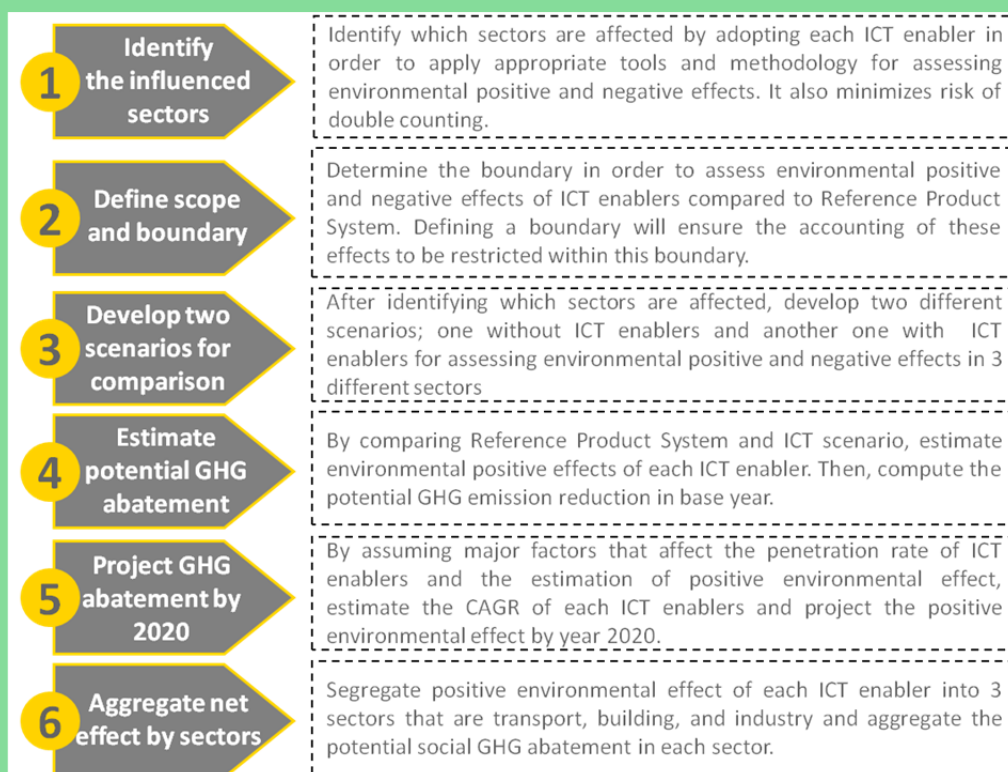 1
Identify
the influenced
sectors
Identify which sectors are affected by adopting each ICT enabler in
order to apply appropriate tools and methodology for assessing
environmental positive and negative effects. It also minimizes risk of
double counting.
2
Define scope
and boundary
Determine the boundary in order to assess environmental positive
and negative effects of ICT enablers compared to Reference Product
System. Defining a boundary will ensure the accounting of these
effects to be restricted within this boundary.
3
Develop two
scenarios for
comparison
After identifying which sectors are affected, develop two different
scenarios; one without ICT enablers and another one with ICT
enablers for assessing environmental positive and negative effects in 3
different sectors
4
Estimate
potential GHG
abatement
By comparing Reference Product System and ICT scenario, estimate
environmental positive effects of each ICT enabler. Then, compute the
potential GHG emission reduction in base year.
5
Project GHG
abatement by
2020
By assuming major factors that affect the penetration rate of ICT
enablers and the estimation of positive environmental effect,
estimate the CAGR of each ICT enablers and project the positive
environmental effect by year 2020.
6
Aggregate net
effect by sectors
Segregate positive environmental effect of each ICT enabler into 3
sectors that are transport, building, and industry and aggregate the
potential social GHG abatement in each sector.